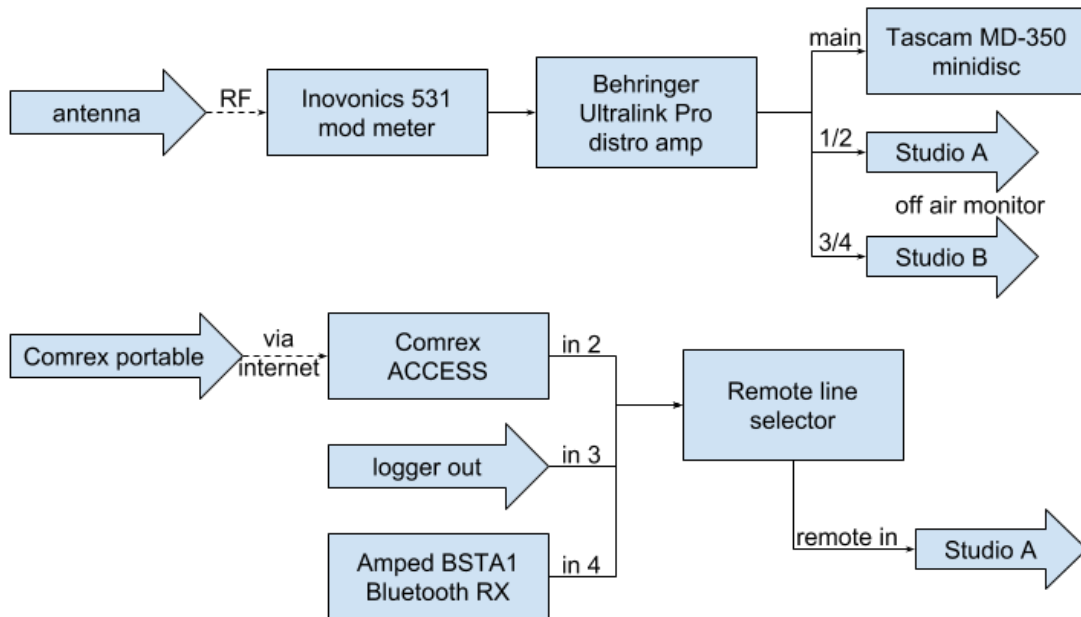 antenna
RF
Inovonics 531
mod meter
Behringer
Ultralink Pro
distro amp
main
Tascam MD-350
minidisc
1/2
Studio A
off air monitor
3/4
Studio B
Comrex portable
via
internet
Comrex
ACCESS
in 2
logger out
in 3
Amped BSTA1
Bluetooth RX
in 4
Remote line
selector
remote in
Studio A